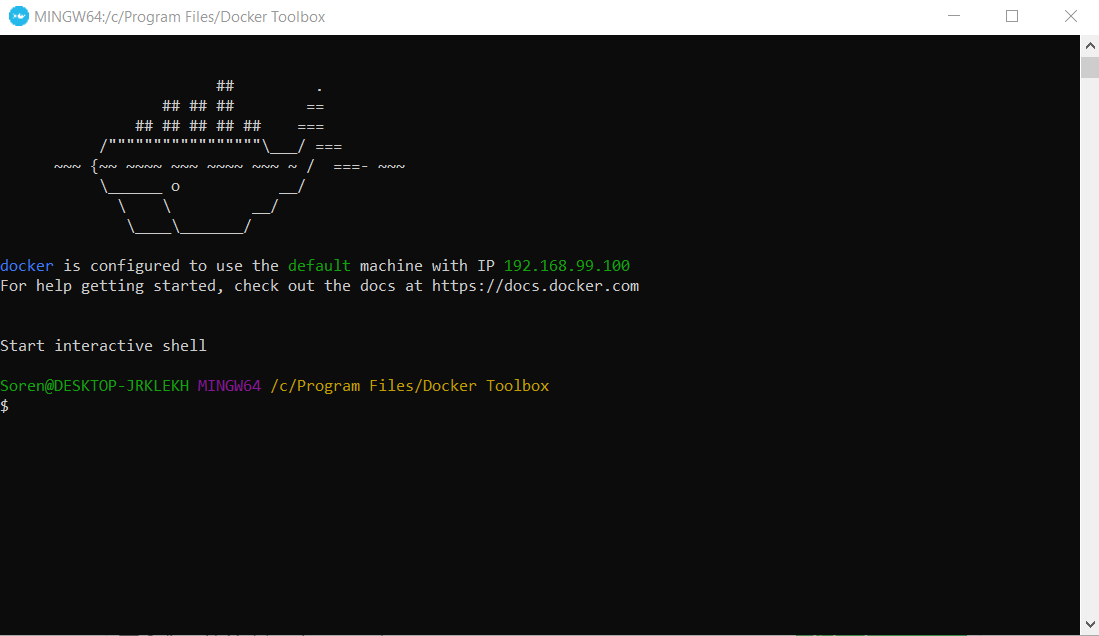 MINGW64:/c/Program Files/Docker Toolbox
                        ##         .
                  ## ## ##        ==
               ## ## ## ## ##    ===
           /"""""""""""""""""\___/ ===
      ~~~ {~~ ~~~~ ~~~ ~~~~ ~~~ ~ /  ===- ~~~
           \______ o           __/
             \    \         __/
              \____\_______/
docker is configured to use the default machine with IP 192.168.99.100
For help getting started, check out the docs at https://docs.docker.com
Start interactive shell
Soren@DESKTOP-JRKLEKH MINGW64 /c/Program Files/Docker Toolbox
$